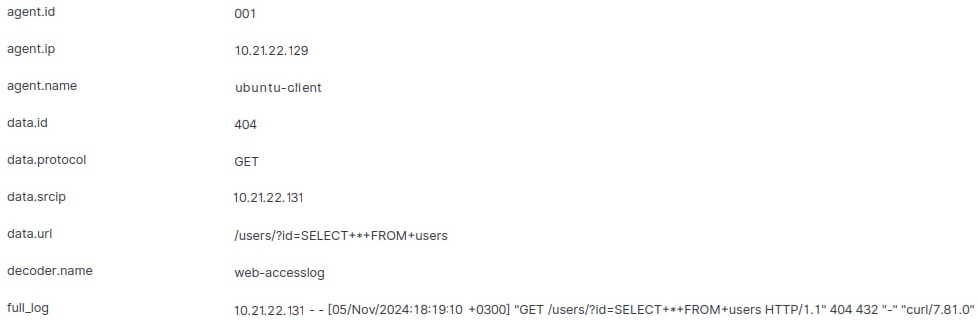 agent.id 001
agent.ip 10.21.22.129
agent.name ubuntu-client
data.id 404
data.protocol GET
data.srcip 10.21.22.131
data.url /users/?id=SELECT+*+FROM+users
decoder.name web-accesslog
full_log 10.21.22.131 - - [05/Nov/2024:18:19:10 +0300] "GET /users/?id=SELECT+*+FROM+users HTTP/1.1" 404 432 "-" "curl/7.81.0"